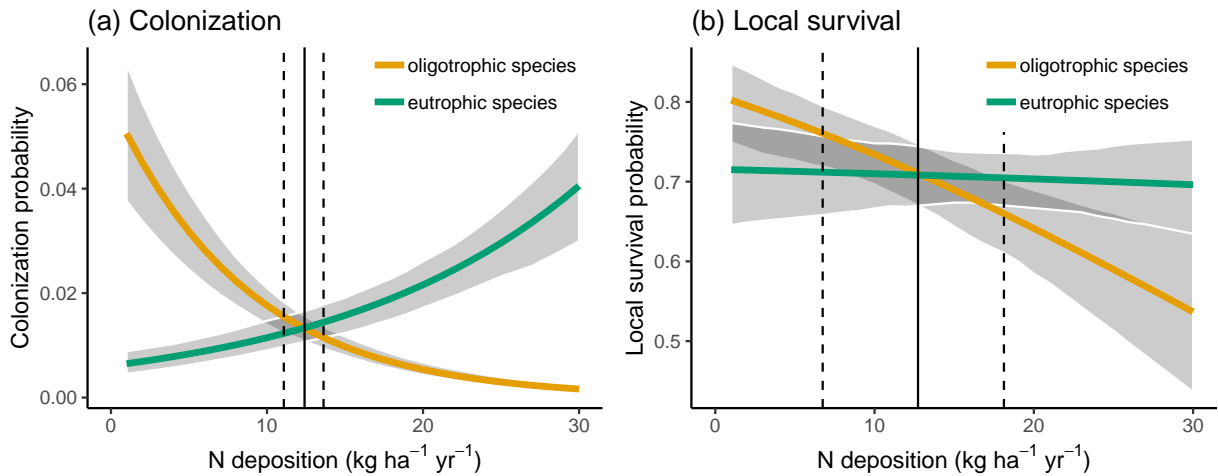 (a) Colonization
oligotrophic species
eutrophic species
Colonization probability
0.06
0.04
0.02
0.00
0
10
20
30
N deposition (kg ha⁻¹ yr⁻¹)
(b) Local survival
oligotrophic species
eutrophic species
Local survival probability
0.8
0.7
0.6
0.5
0
10
20
30
N deposition (kg ha⁻¹ yr⁻¹)